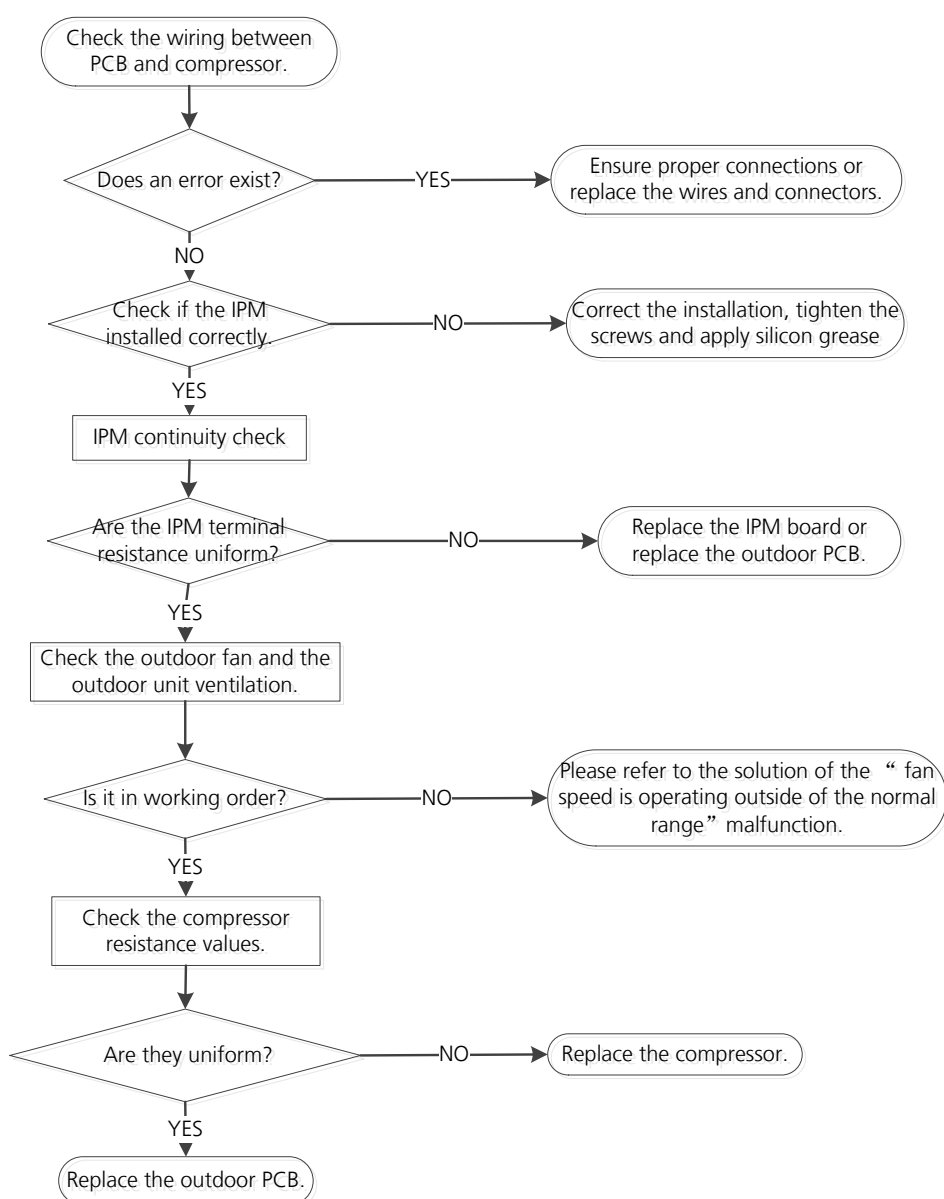 Check the wiring between
PCB and compressor.
Does an error exist?
YES
Ensure proper connections or
replace the wires and connectors.
NO
Check if the IPM
installed correctly.
NO
Correct the installation, tighten the
screws and apply silicon grease
YES
IPM continuity check
Are the IPM terminal
resistance uniform?
NO
Replace the IPM board or
replace the outdoor PCB.
YES
Check the outdoor fan and the
outdoor unit ventilation.
Is it in working order?
NO
Please refer to the solution of the “ fan
speed is operating outside of the normal
range” malfunction.
YES
Check the compressor
resistance values.
Are they uniform?
NO
Replace the compressor.
YES
Replace the outdoor PCB.